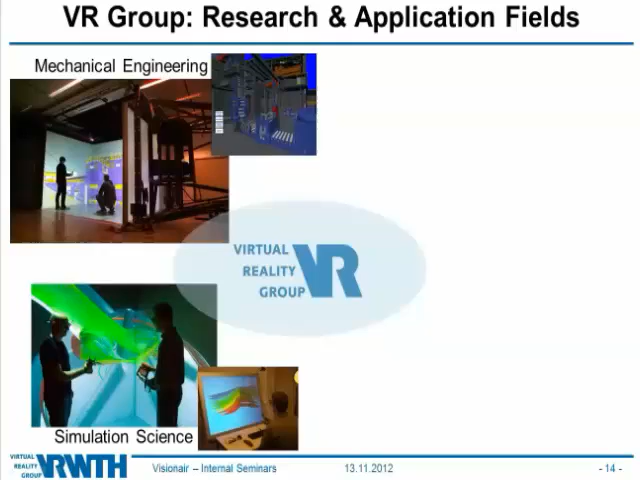 VR Group: Research & Application Fields
Mechanical Engineering
VIRTUAL
REALITY
GROUP
VR
Simulation Science
VIRTUAL
REALITY
GROUP
VRWTH
Visionair – Internal Seminars
13.11.2012
- 14 -